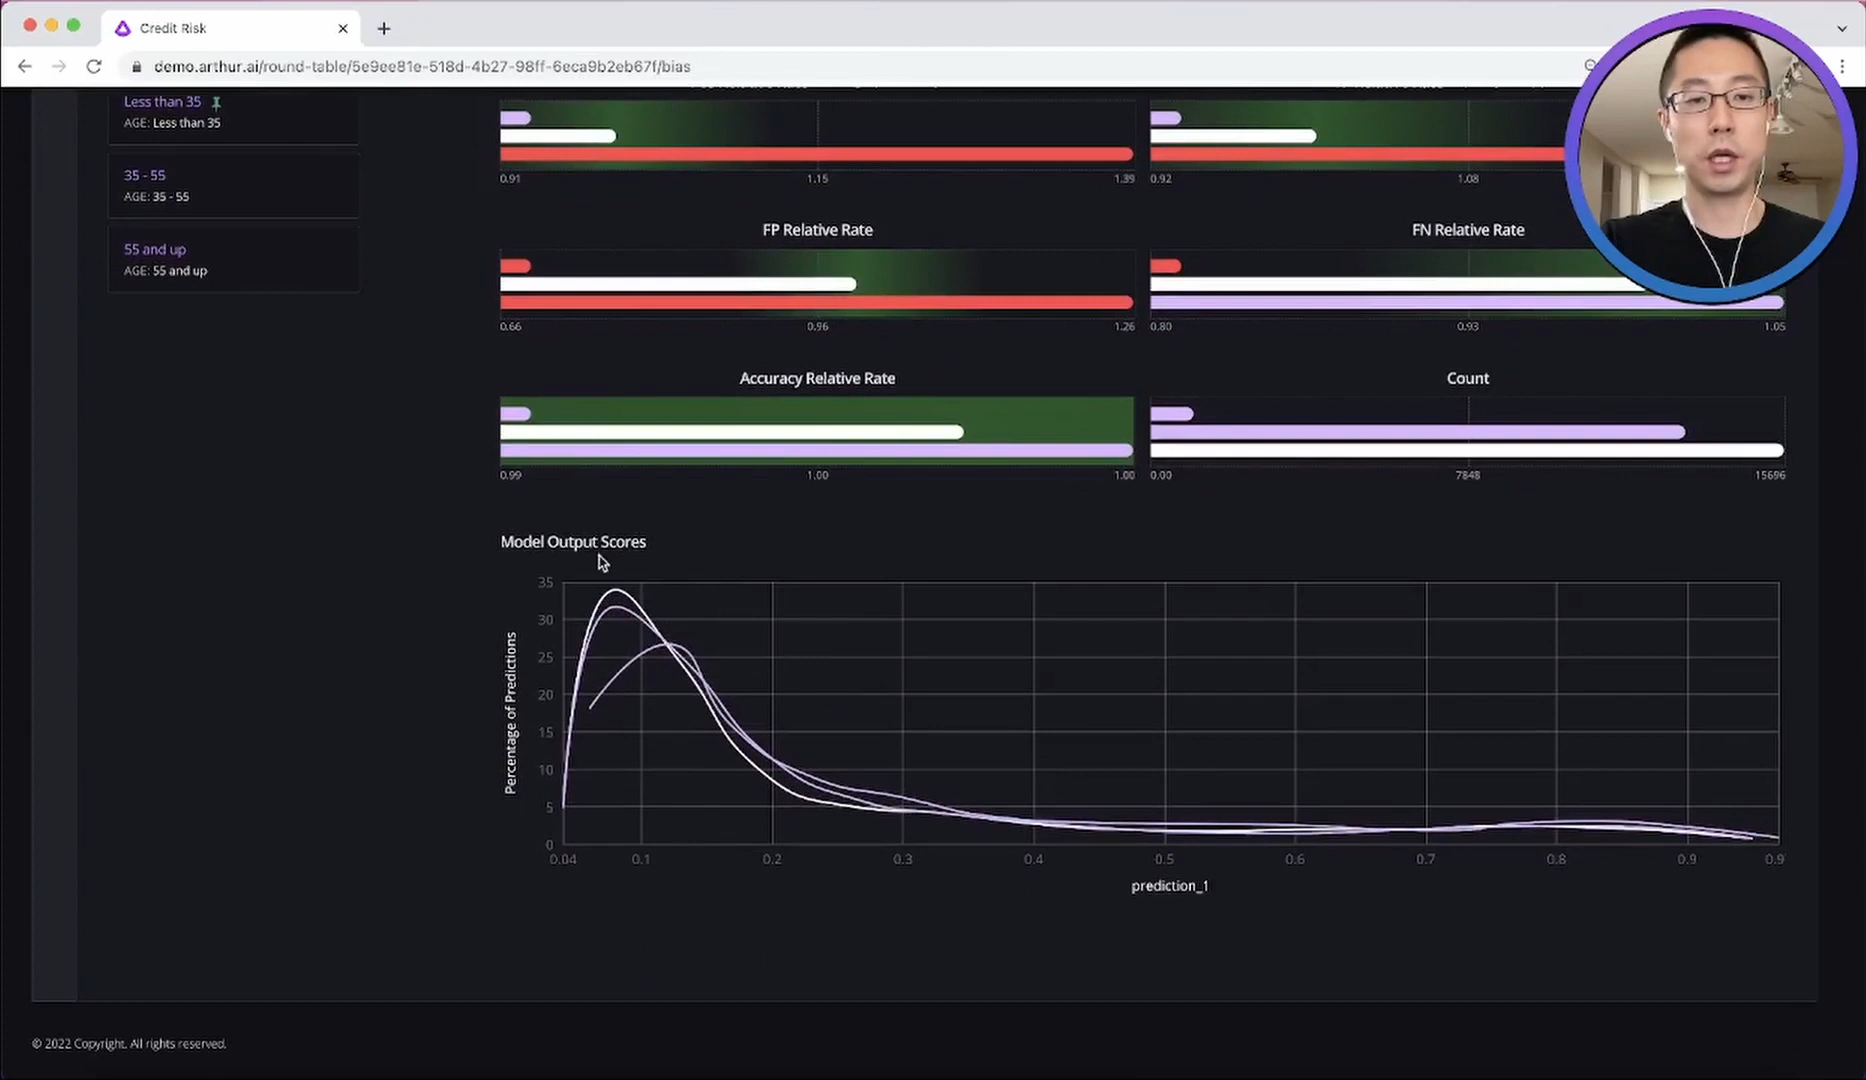 Credit Risk
demo.arthur.ai/round-table/5e9ee81e-518d-4b27-98ff-6eca9b2eb67f/bias
Less than 35
AGE: Less than 35
35 - 55
AGE: 35 - 55
55 and up
AGE: 55 and up
0.91 1.15 1.39
0.92 1.08
FP Relative Rate
0.66 0.96 1.26
FN Relative Rate
0.80 0.93 1.05
Accuracy Relative Rate
0.99 1.00 1.00
Count
0.00 7848 15696
Model Output Scores
Percentage of Predictions
35
30
25
20
15
10
5
0
0.04 0.1 0.2 0.3 0.4 0.5 0.6 0.7 0.8 0.9 0.9
prediction_1
© 2022 Copyright. All rights reserved.